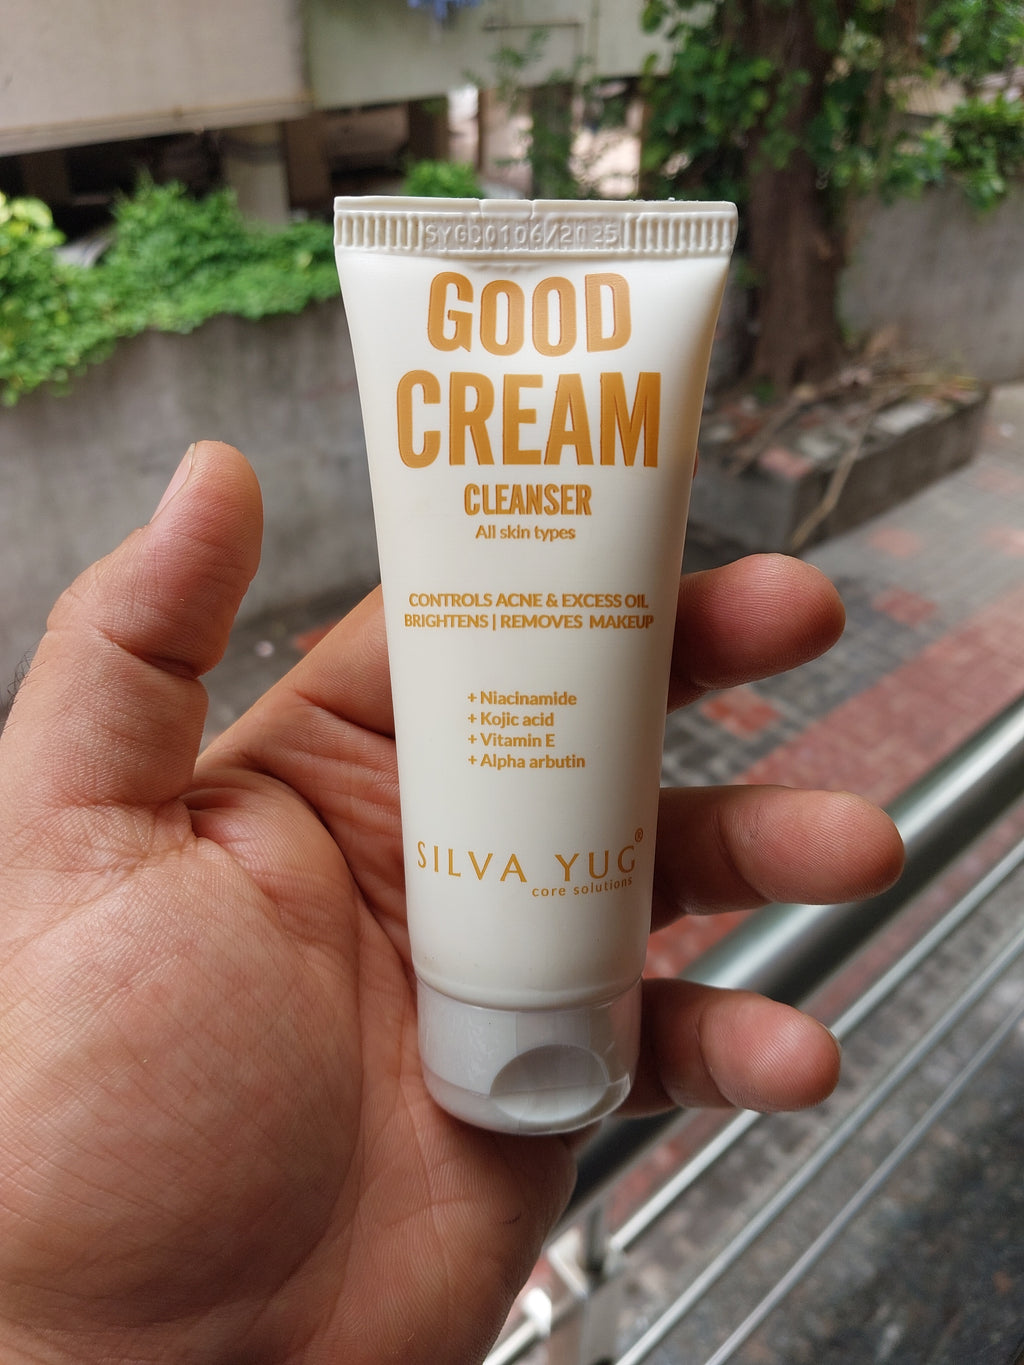 SYGC0106/2025
GOOD
CREAM
CLEANSER
All skin types
CONTROLS ACNE & EXCESS OIL
BRIGHTENS | REMOVES MAKEUP
+ Niacinamide
+ Kojic acid
+ Vitamin E
+ Alpha arbutin
SILVA YUG®
core solutions